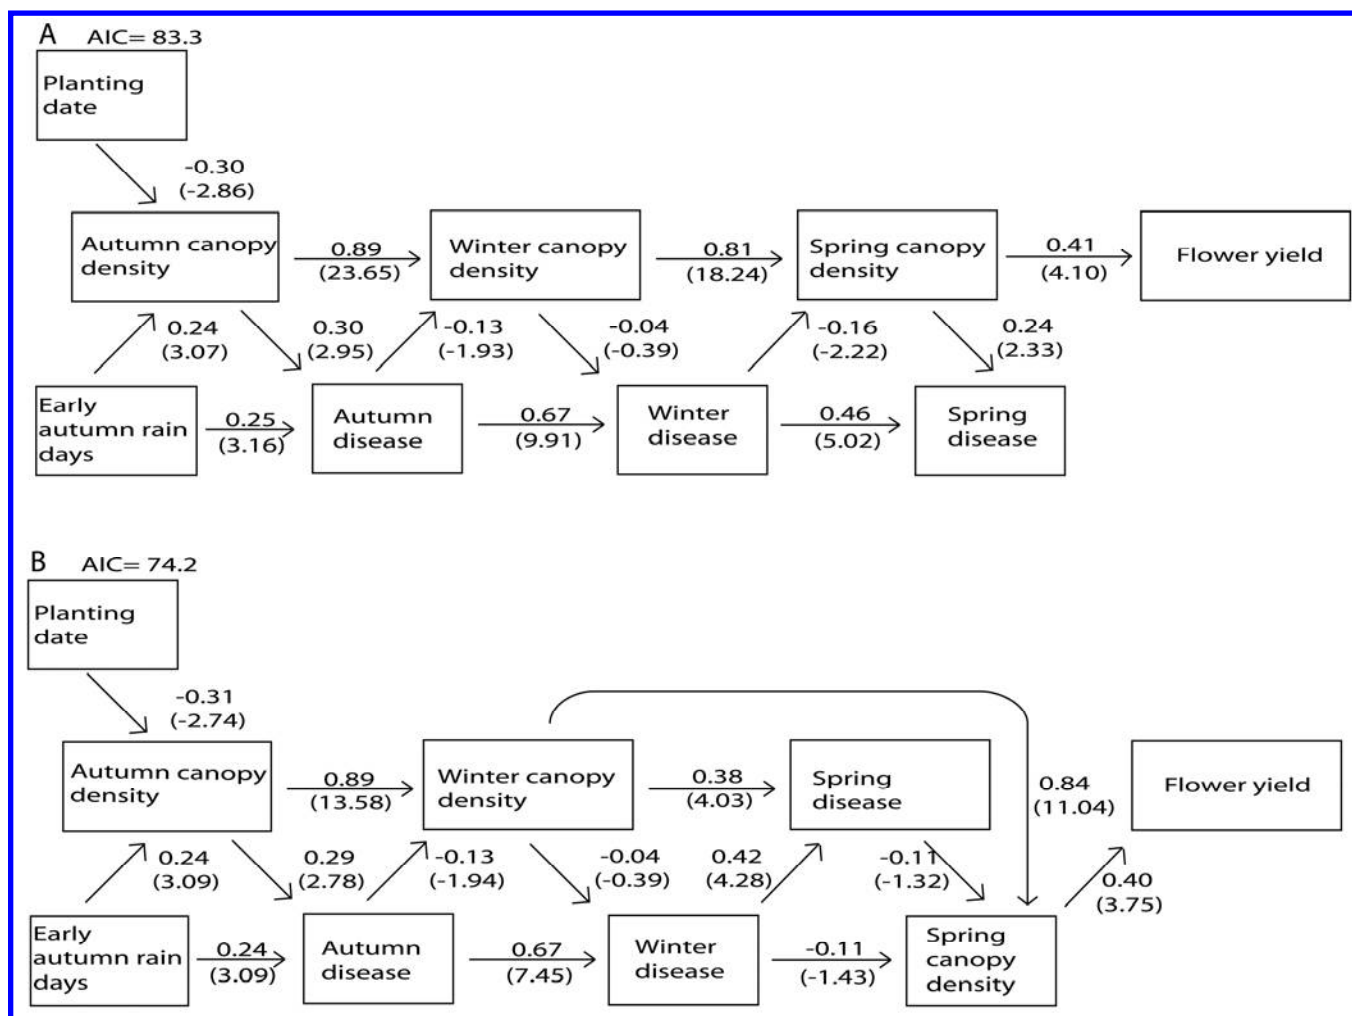 A AIC= 83.3
Planting
date
-0.30
(-2.86)
Autumn canopy
density
0.89
(23.65)
Winter canopy
density
0.81
(18.24)
Spring canopy
density
0.41
(4.10)
Flower yield
0.24
(3.07)
0.30
(2.95)
-0.13
(-1.93)
-0.04
(-0.39)
-0.16
(-2.22)
0.24
(2.33)
Early
autumn rain
days
0.25
(3.16)
Autumn
disease
0.67
(9.91)
Winter
disease
0.46
(5.02)
Spring
disease
B AIC= 74.2
Planting
date
-0.31
(-2.74)
Autumn canopy
density
0.89
(13.58)
Winter canopy
density
0.38
(4.03)
Spring
disease
0.84
(11.04)
Flower yield
0.24
(3.09)
0.29
(2.78)
-0.13
(-1.94)
-0.04
(-0.39)
0.42
(4.28)
-0.11
(-1.32)
0.40
(3.75)
Early
autumn rain
days
0.24
(3.09)
Autumn
disease
0.67
(7.45)
Winter
disease
-0.11
(-1.43)
Spring
canopy
density